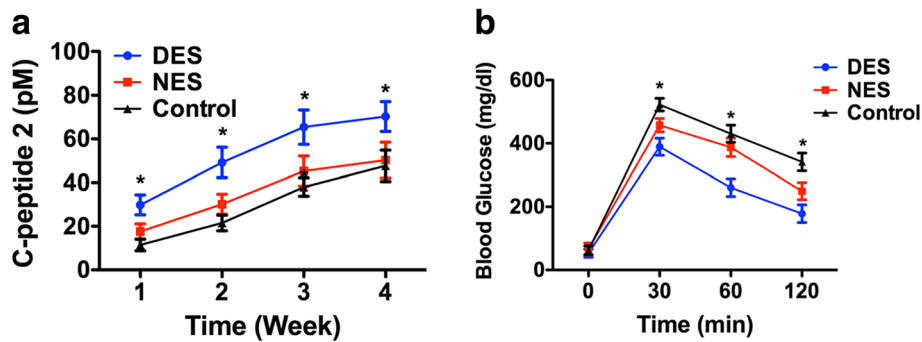 a
C-peptide 2 (pM)
100
80
60
40
20
0
DES
NES
Control
*
*
*
*
1
2
3
4
Time (Week)
b
Blood Glucose (mg/dl)
600
400
200
0
*
*
*
DES
NES
Control
0
30
60
120
Time (min)